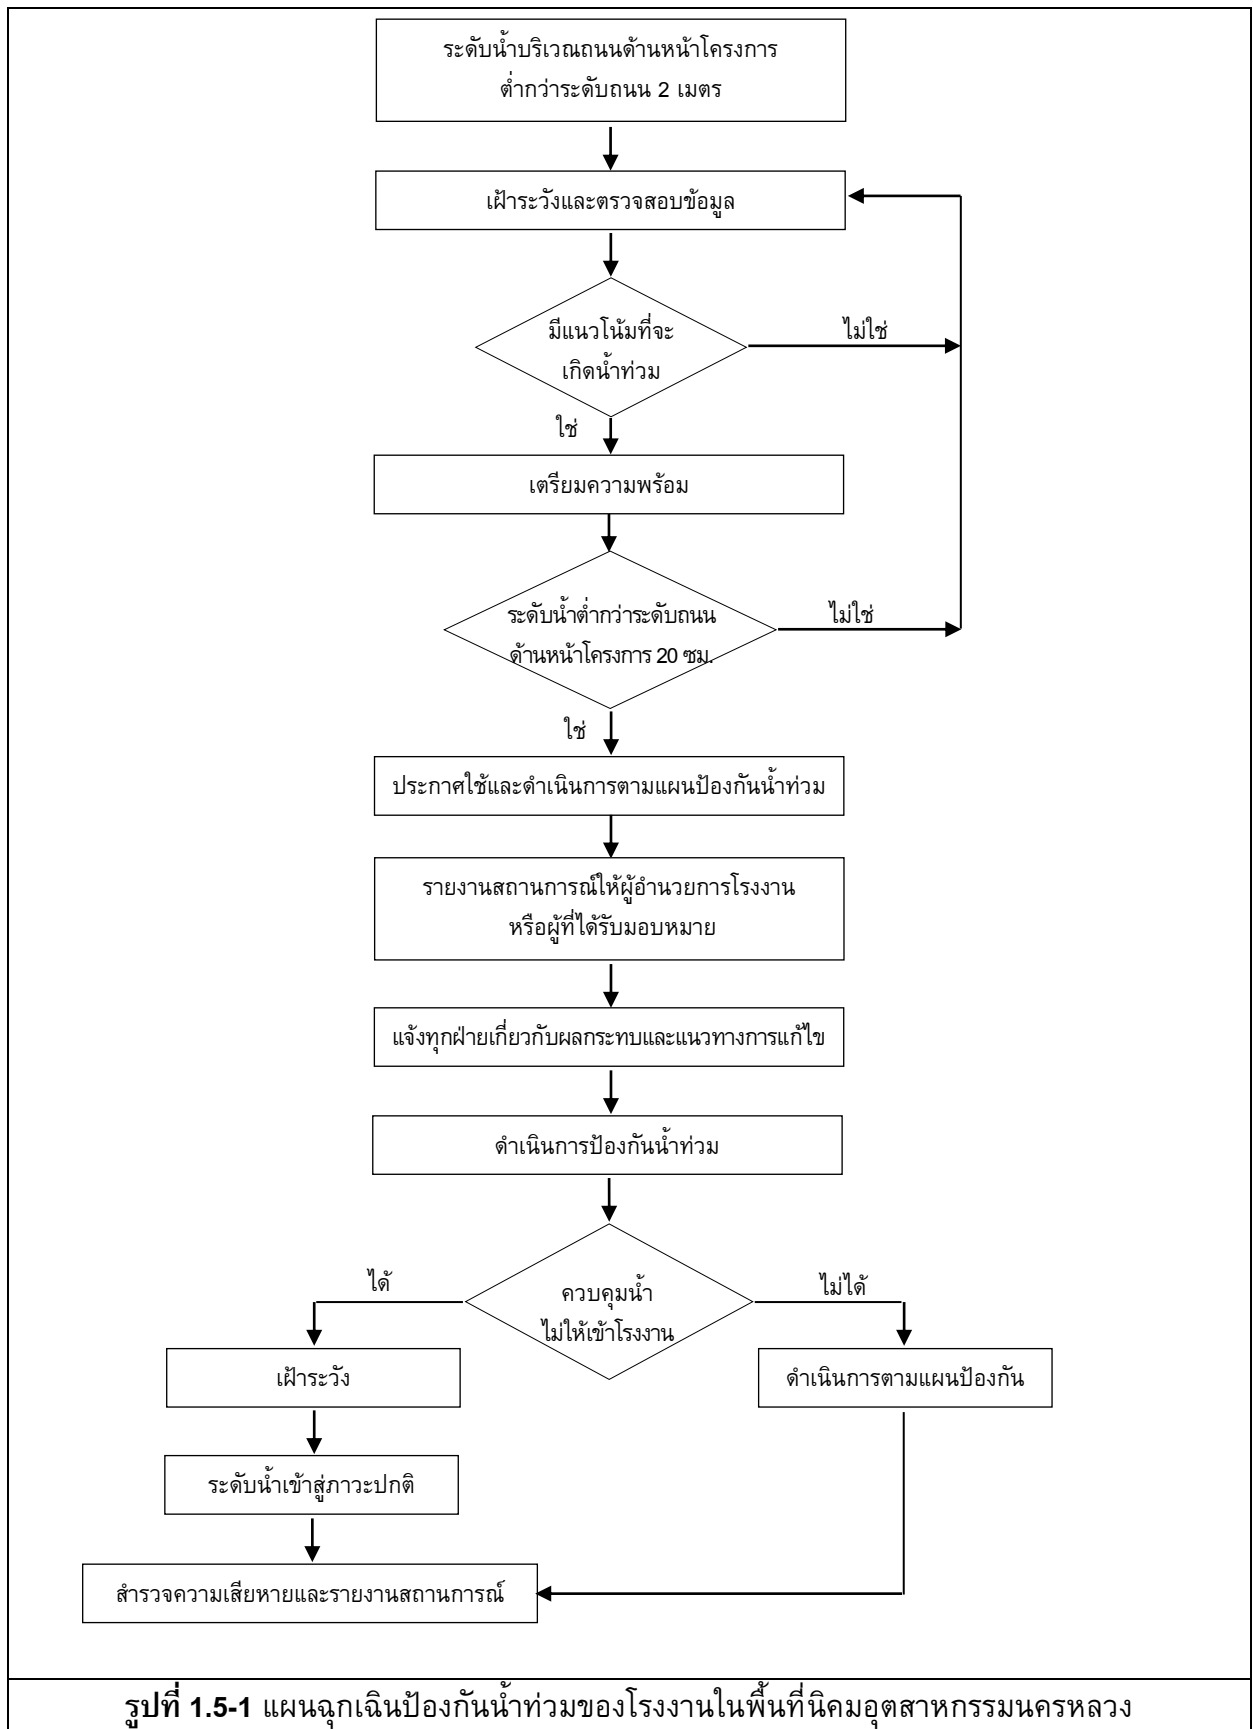 ระดับน้ำบริเวณถนนด้านหน้าโครงการ
ต่ำกว่าระดับถนน 2 เมตร
เฝ้าระวังและตรวจสอบข้อมูล
มีแนวโน้มที่จะ
เกิดน้ำท่วม
ไม่ใช่
ใช่
เตรียมความพร้อม
ระดับน้ำต่ำกว่าระดับถนน
ด้านหน้าโครงการ 20 ซม.
ไม่ใช่
ใช่
ประกาศใช้และดำเนินการตามแผนป้องกันน้ำท่วม
รายงานสถานการณ์ให้ผู้อำนวยการโรงงาน
หรือผู้ที่ได้รับมอบหมาย
แจ้งทุกฝ่ายเกี่ยวกับผลกระทบและแนวทางการแก้ไข
ดำเนินการป้องกันน้ำท่วม
ควบคุมน้ำ
ไม่ให้เข้าโรงงาน
ได้
ไม่ได้
เฝ้าระวัง
ดำเนินการตามแผนป้องกัน
ระดับน้ำเข้าสู่ภาวะปกติ
สำรวจความเสียหายและรายงานสถานการณ์
รูปที่ 1.5-1 แผนฉุกเฉินป้องกันน้ำท่วมของโรงงานในพื้นที่นิคมอุตสาหกรรมนครหลวง